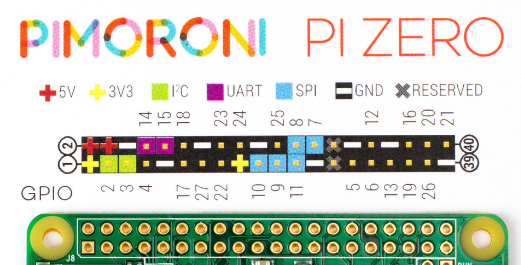 PIMORONI PI ZERO
5V 3V3 I²C UART SPI GND RESERVED
14 15 18 23 24 25 8 7 12 16 20 21
2 40
1 39
GPIO 2 3 4 17 27 22 10 9 11 5 6 13 19 26
J8